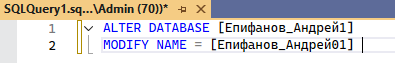 SQLQuery1.sq...\Admin (70))*
1 ALTER DATABASE [Епифанов_Андрей1]
2 MODIFY NAME = [Епифанов_Андрей01]